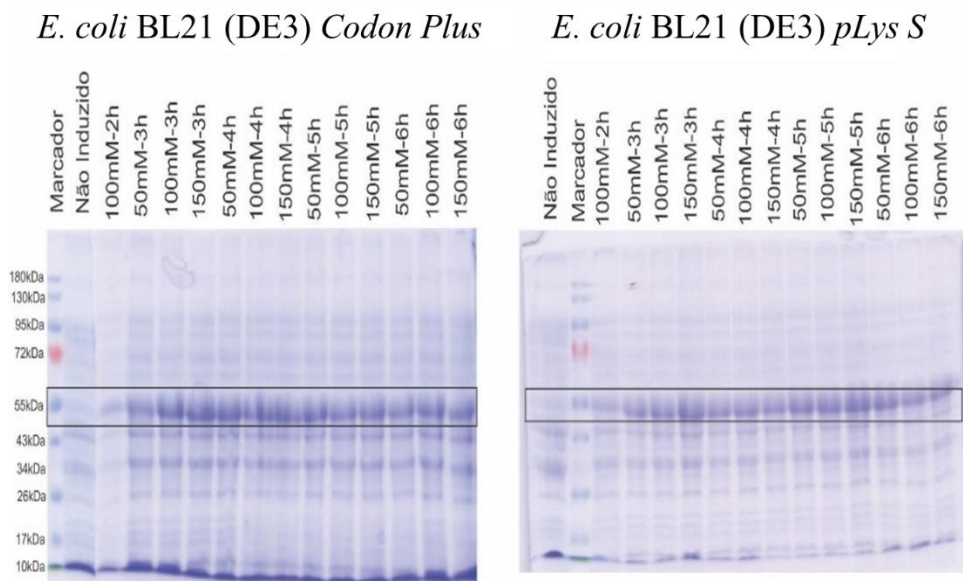 E. coli BL21 (DE3) Codon Plus
Marcador
Não Induzido
100mM-2h
50mM-3h
100mM-3h
150mM-3h
50mM-4h
100mM-4h
150mM-4h
50mM-5h
100mM-5h
150mM-5h
50mM-6h
100mM-6h
150mM-6h
180kDa
130kDa
95kDa
72kDa
55kDa
43kDa
34kDa
26kDa
17kDa
10kDa
E. coli BL21 (DE3) pLys S
Não Induzido
Marcador
100mM-2h
50mM-3h
100mM-3h
150mM-3h
50mM-4h
100mM-4h
150mM-4h
50mM-5h
100mM-5h
150mM-5h
50mM-6h
100mM-6h
150mM-6h